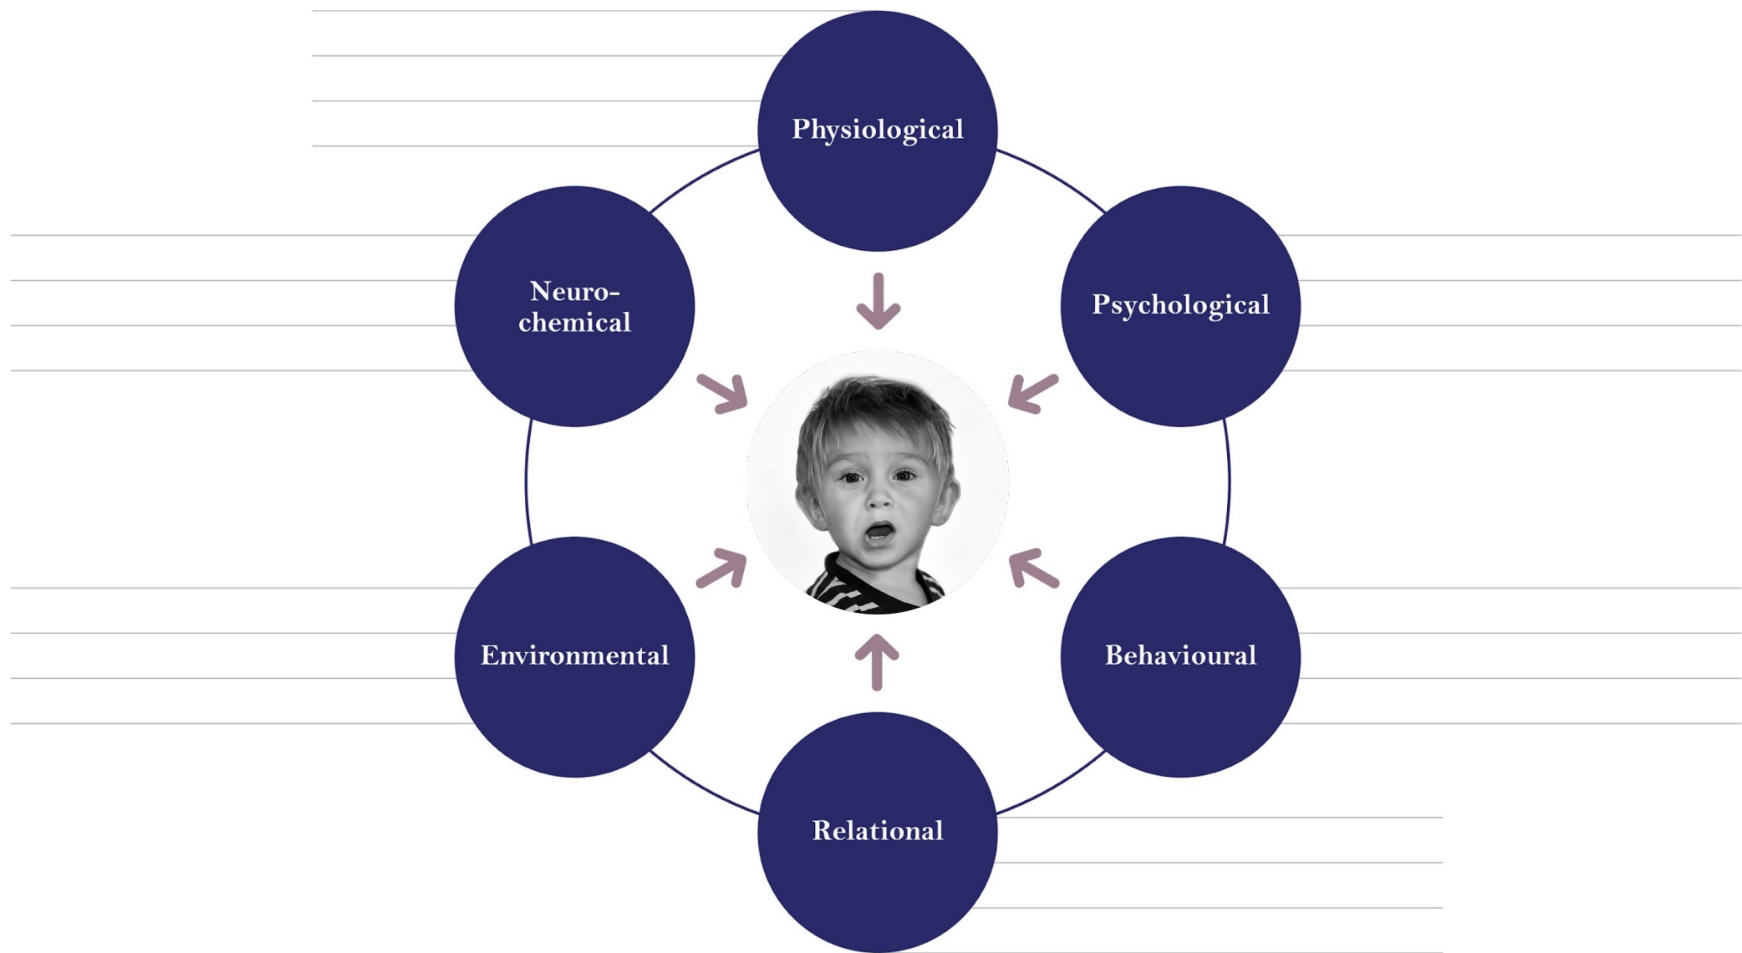 Physiological
Neuro-
chemical
Psychological
Environmental
Behavioural
Relational